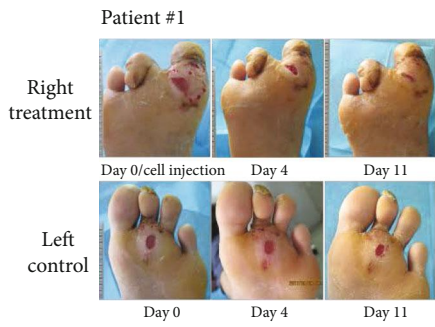 Patient #1
Right
treatment
Day 0/cell injection
Day 4
Day 11
Left
control
Day 0
Day 4
Day 11